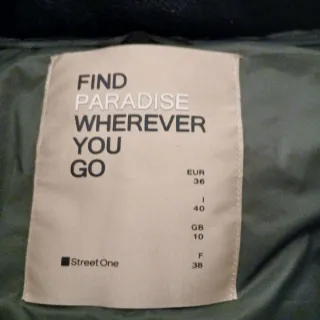 FIND
PARADISE
WHEREVER
YOU
GO
EUR
36
I
40
GB
10
F
38
Street One